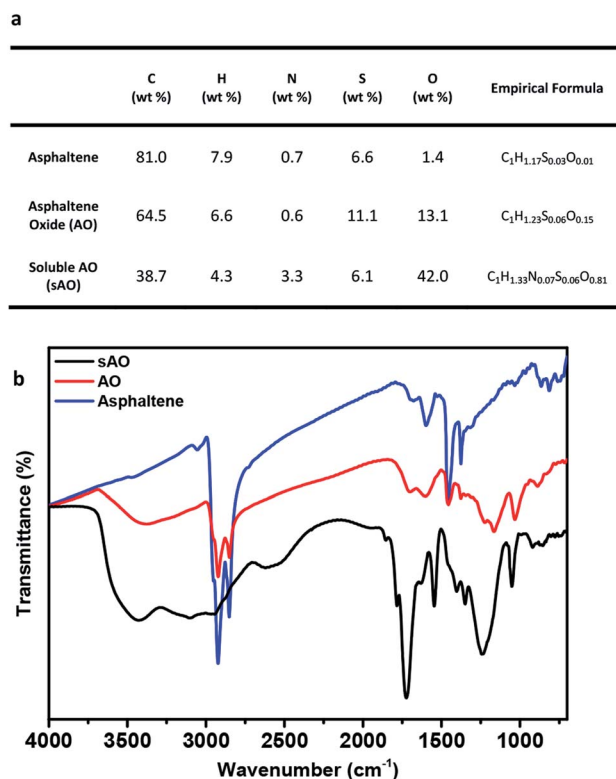 a
C H N S O Empirical Formula
(wt %) (wt %) (wt %) (wt %) (wt %)
Asphaltene 81.0 7.9 0.7 6.6 1.4 C₁H₁.₁₇S₀.₀₃O₀.₀₁
Asphaltene Oxide (AO) 64.5 6.6 0.6 11.1 13.1 C₁H₁.₂₃S₀.₀₆O₀.₁₅
Soluble AO (sAO) 38.7 4.3 3.3 6.1 42.0 C₁H₁.₃₃N₀.₀₇S₀.₀₆O₀.₈₁
b
sAO
AO
Asphaltene
Transmittance (%)
4000 3500 3000 2500 2000 1500 1000
Wavenumber (cm⁻¹)